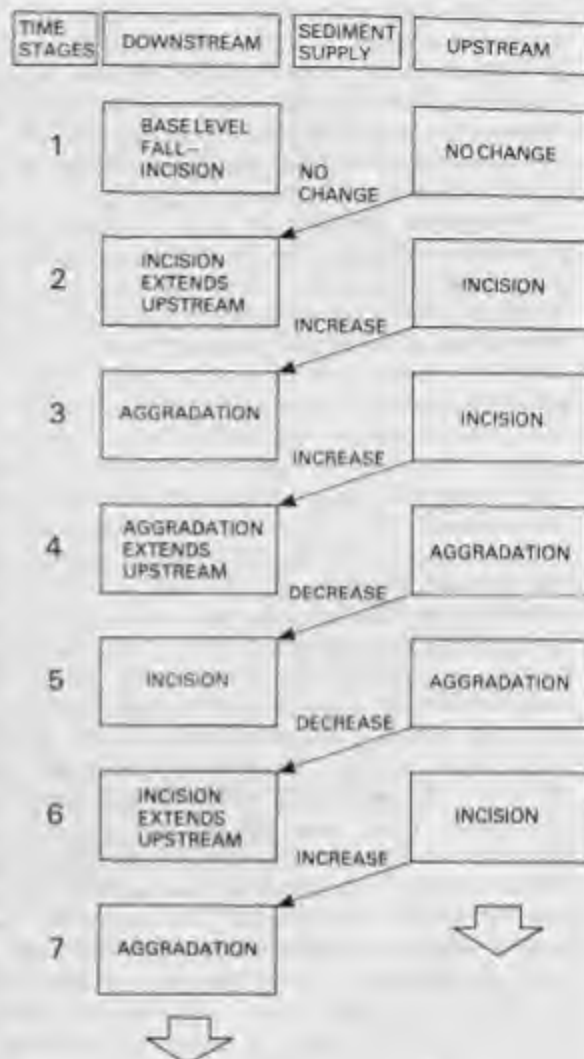 TIME
STAGES
DOWNSTREAM
SEDIMENT
SUPPLY
UPSTREAM
1
BASE LEVEL
FALL–
INCISION
NO
CHANGE
NO CHANGE
2
INCISION
EXTENDS
UPSTREAM
INCREASE
INCISION
3
AGGRADATION
INCREASE
INCISION
4
AGGRADATION
EXTENDS
UPSTREAM
DECREASE
AGGRADATION
5
INCISION
DECREASE
AGGRADATION
6
INCISION
EXTENDS
UPSTREAM
INCREASE
INCISION
7
AGGRADATION